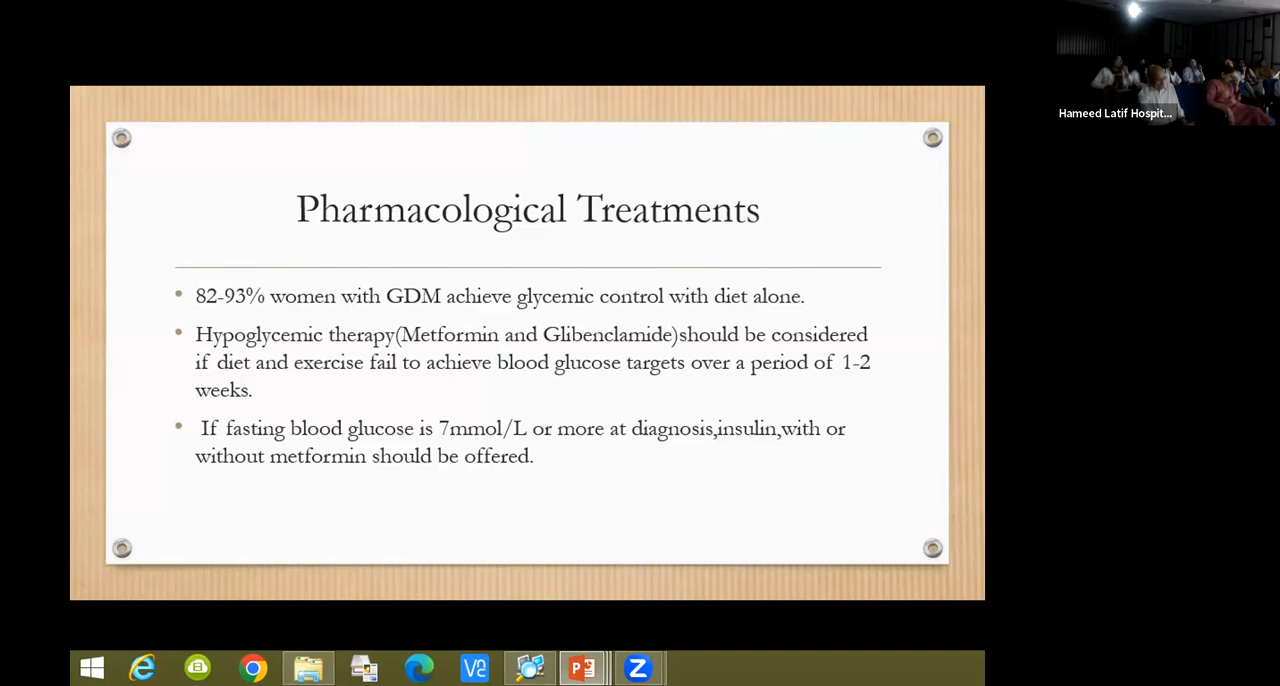 Hameed Latif Hospit...
Pharmacological Treatments
82-93% women with GDM achieve glycemic control with diet alone.
Hypoglycemic therapy(Metformin and Glibenclamide)should be considered
if diet and exercise fail to achieve blood glucose targets over a period of 1-2
weeks.
If fasting blood glucose is 7mmol/L or more at diagnosis,insulin,with or
without metformin should be offered.